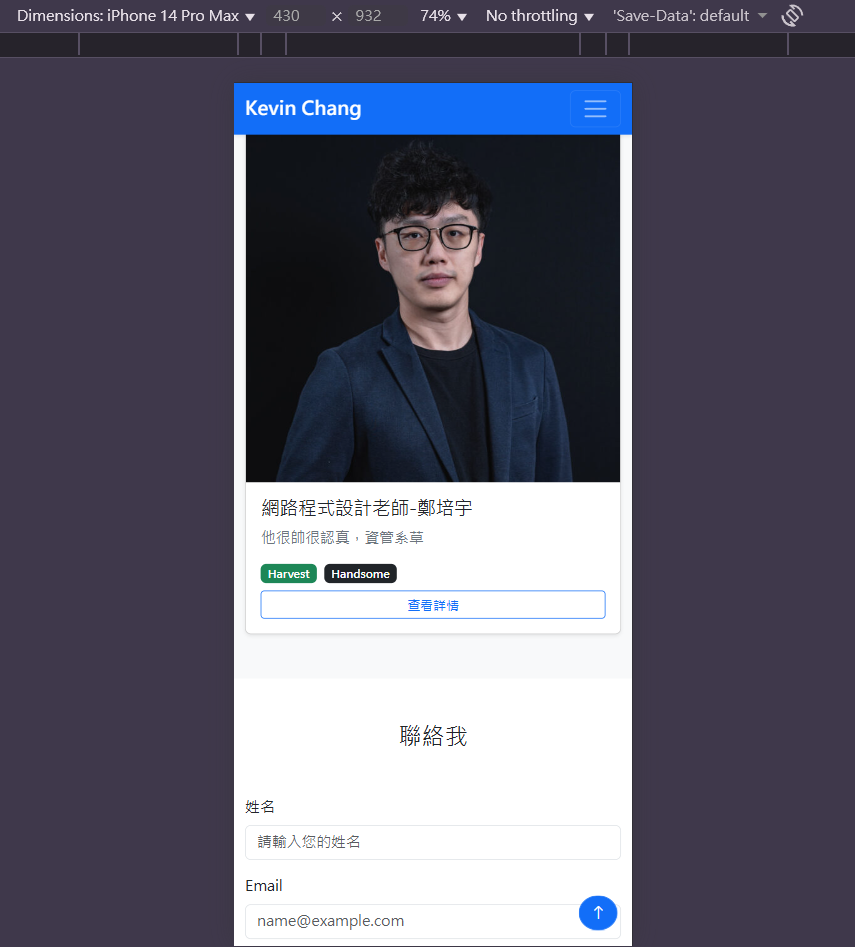 Dimensions: iPhone 14 Pro Max 430 × 932 74% No throttling 'Save-Data': default
Kevin Chang
網路程式設計老師-鄭培宇
他很帥很認真，資管系草
Harvest Handsome
查看詳情
聯絡我
姓名
請輸入您的姓名
Email
name@example.com